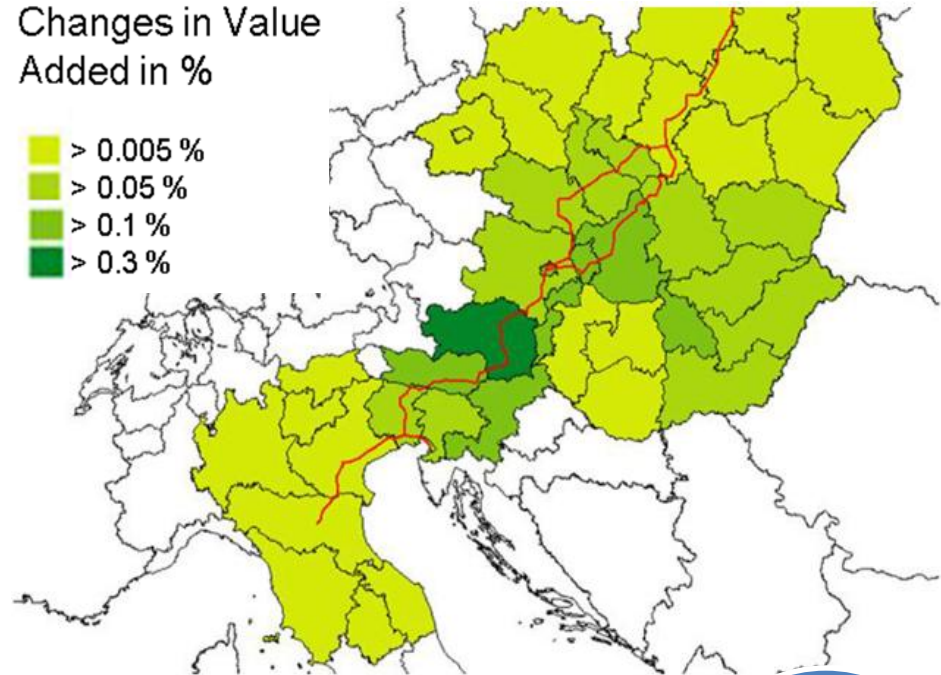 Changes in Value
Added in %
> 0.005 %
> 0.05 %
> 0.1 %
> 0.3 %